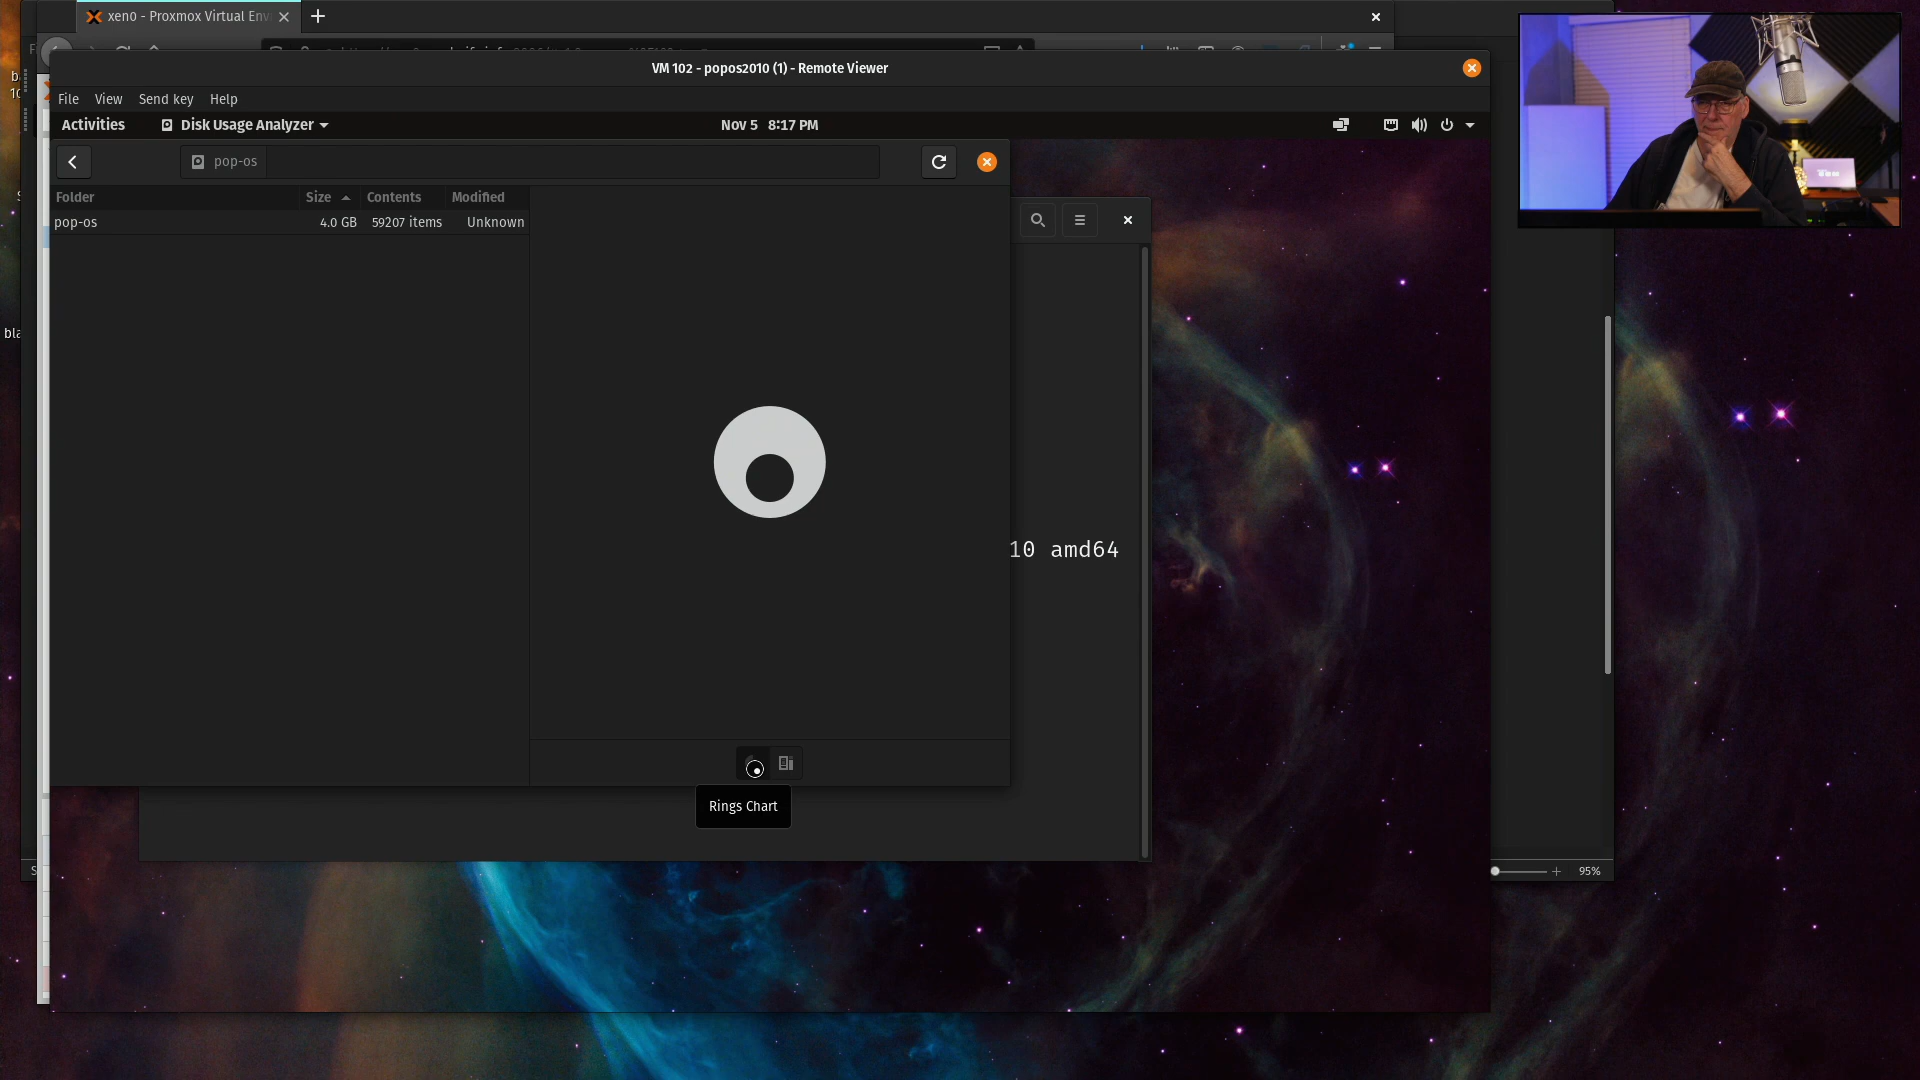 xen0 - Proxmox Virtual Env
VM 102 - popos2010 (1) - Remote Viewer
File View Send key Help
Activities Disk Usage Analyzer Nov 5 8:17 PM
pop-os
Folder Size Contents Modified
pop-os 4.0 GB 59207 items Unknown
10 amd64
Rings Chart
95%